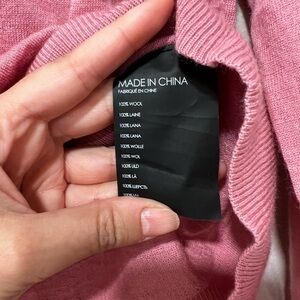 MADE IN CHINA
FABRIQUÉ EN CHINE
100% WOOL
100% LAINE
100% LANA
100% LANA
100% WOLLE
100% WOL
100% ULD
100% LÃ
100% ШЕРСТЬ